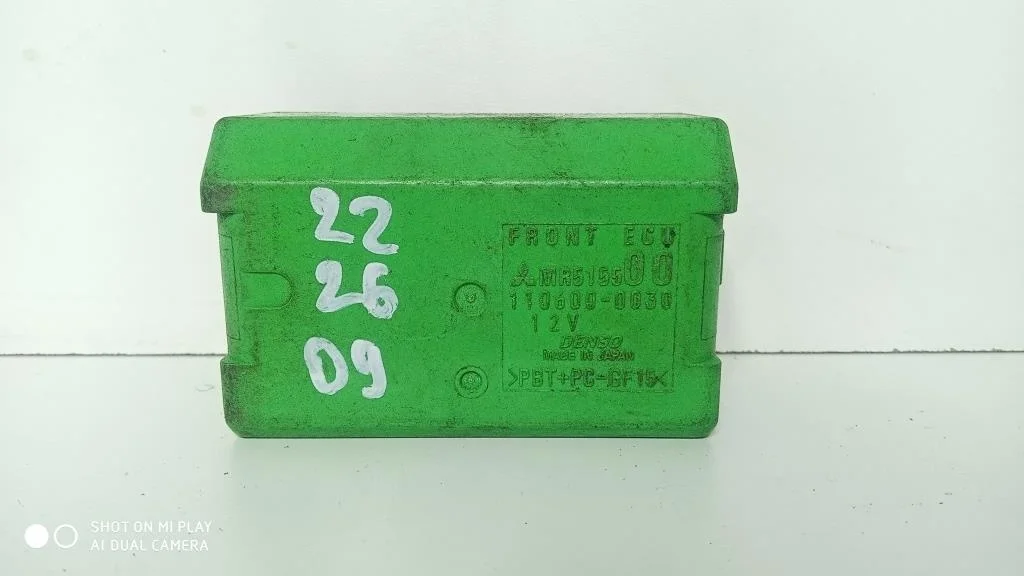 22
26
09
FRONT ECU
MR519500
110600-0030
12V
DENSO
MADE IN JAPAN
>PBT+PC-GF15<
SHOT ON MI PLAY
AI DUAL CAMERA